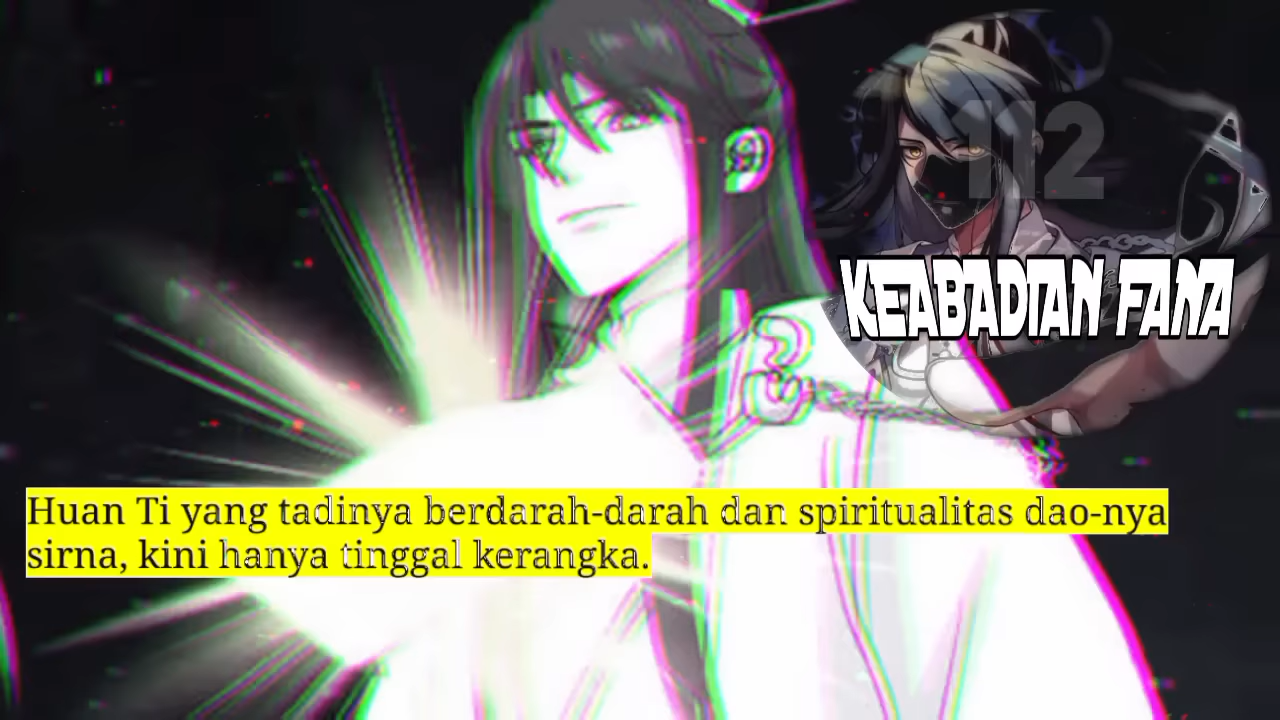 112
KEABADIAN FANA
Huan Ti yang tadinya berdarah-darah dan spiritualitas dao-nya
sirna, kini hanya tinggal kerangka.